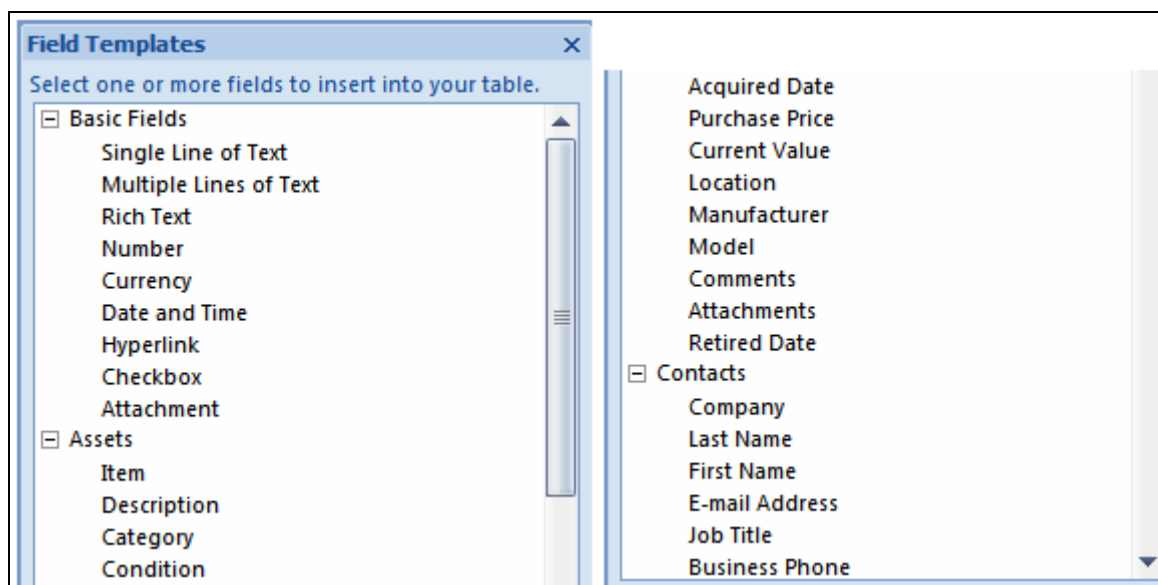 Field Templates
Select one or more fields to insert into your table.
Basic Fields
Single Line of Text
Multiple Lines of Text
Rich Text
Number
Currency
Date and Time
Hyperlink
Checkbox
Attachment
Assets
Item
Description
Category
Condition
Acquired Date
Purchase Price
Current Value
Location
Manufacturer
Model
Comments
Attachments
Retired Date
Contacts
Company
Last Name
First Name
E-mail Address
Job Title
Business Phone